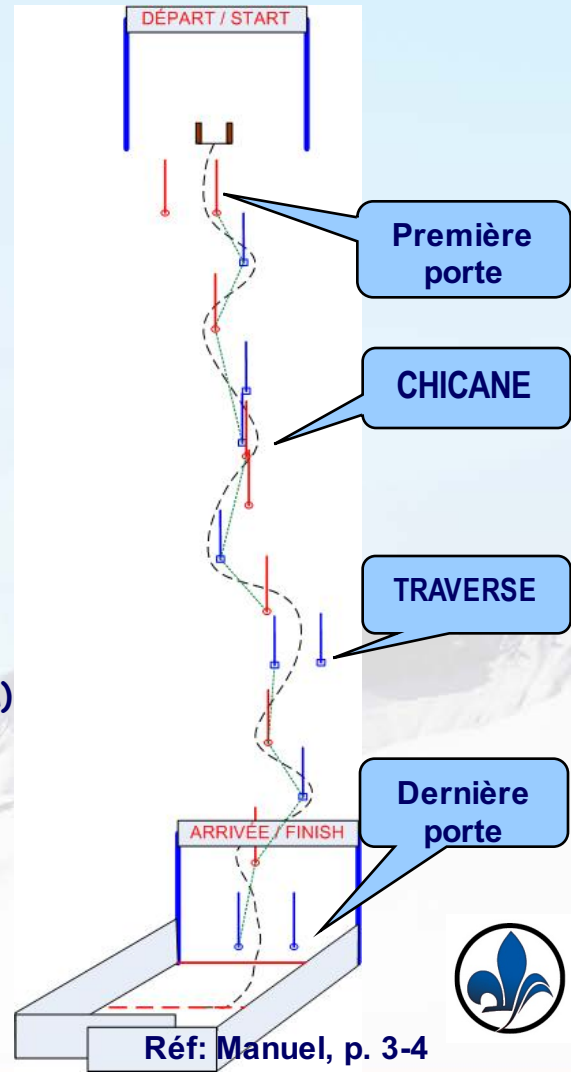 DÉPART / START
Première
porte
CHICANE
TRAVERSE
)
Dernière
porte
ARRIVÉE / FINISH
Réf: Manuel, p. 3-4